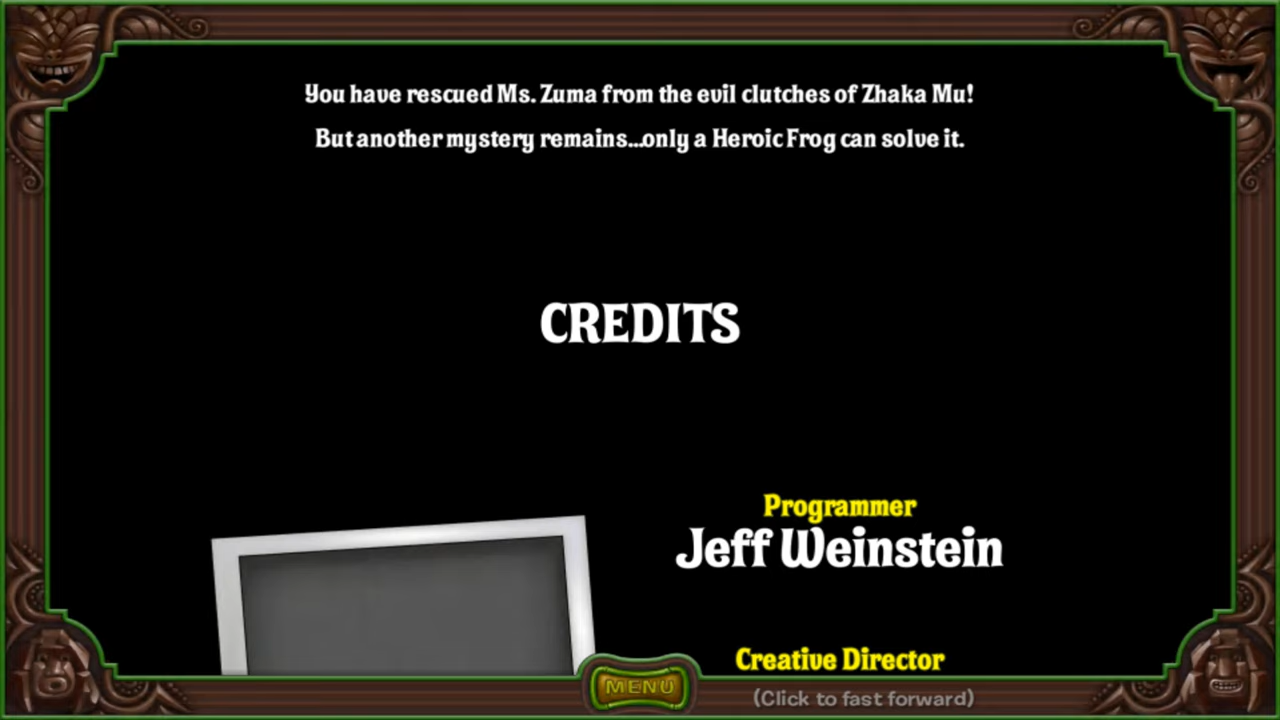 You have rescued Ms. Zuma from the evil clutches of Zhaka Mu!
But another mystery remains...only a Heroic Frog can solve it.
CREDITS
Programmer
Jeff Weinstein
Creative Director
MENU
(Click to fast forward)